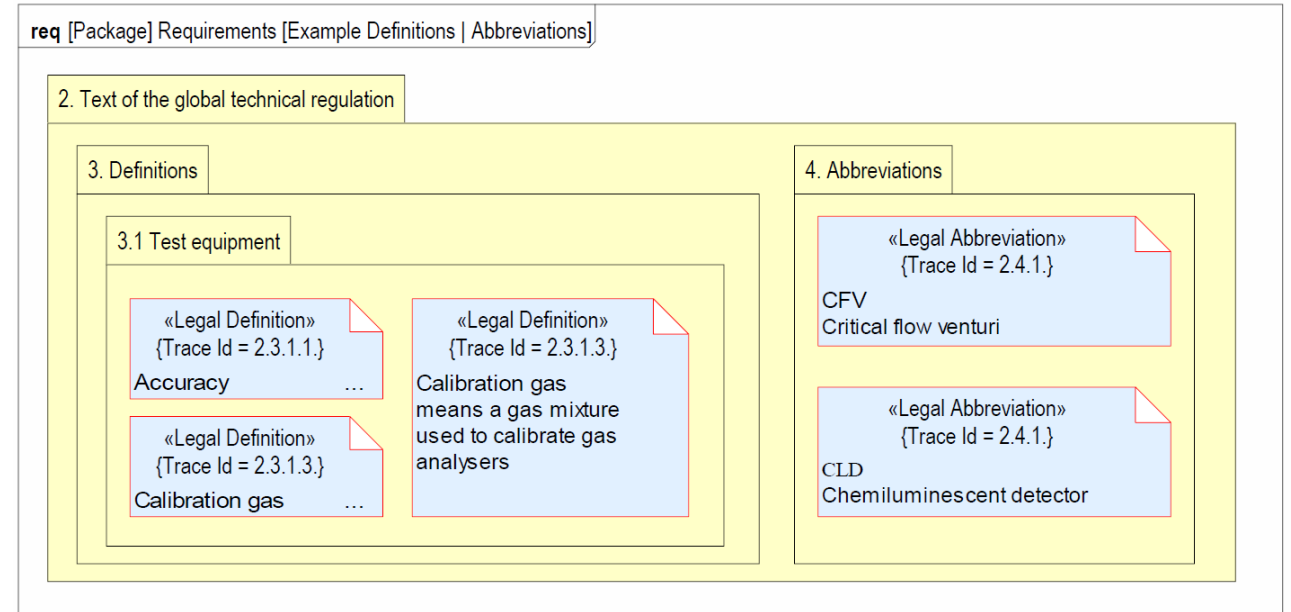 req [Package] Requirements [Example Definitions | Abbreviations]
2. Text of the global technical regulation
3. Definitions
3.1 Test equipment
«Legal Definition»
{Trace Id = 2.3.1.1.}
Accuracy ...
«Legal Definition»
{Trace Id = 2.3.1.3.}
Calibration gas ...
«Legal Definition»
{Trace Id = 2.3.1.3.}
Calibration gas
means a gas mixture
used to calibrate gas
analysers
4. Abbreviations
«Legal Abbreviation»
{Trace Id = 2.4.1.}
CFV
Critical flow venturi
«Legal Abbreviation»
{Trace Id = 2.4.1.}
CLD
Chemiluminescent detector